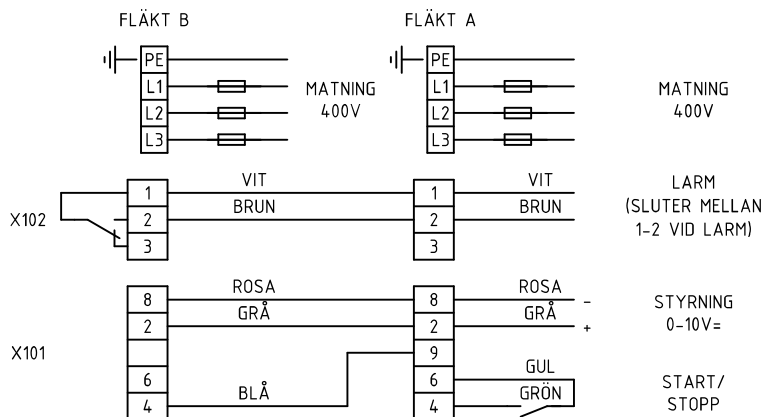 FLÄKT B
FLÄKT A
PE
PE
L1
MATNING
L1
MATNING
L2
400V
L2
400V
L3
L3
1
VIT
1
VIT
LARM
X102
2
BRUN
2
BRUN
(SLUTER MELLAN
3
3
1-2 VID LARM)
8
ROSA
8
ROSA
-
STYRNING
2
GRÅ
2
GRÅ
+
0-10V=
X101
9
6
6
GUL
START/
4
BLÅ
4
GRÖN
STOPP